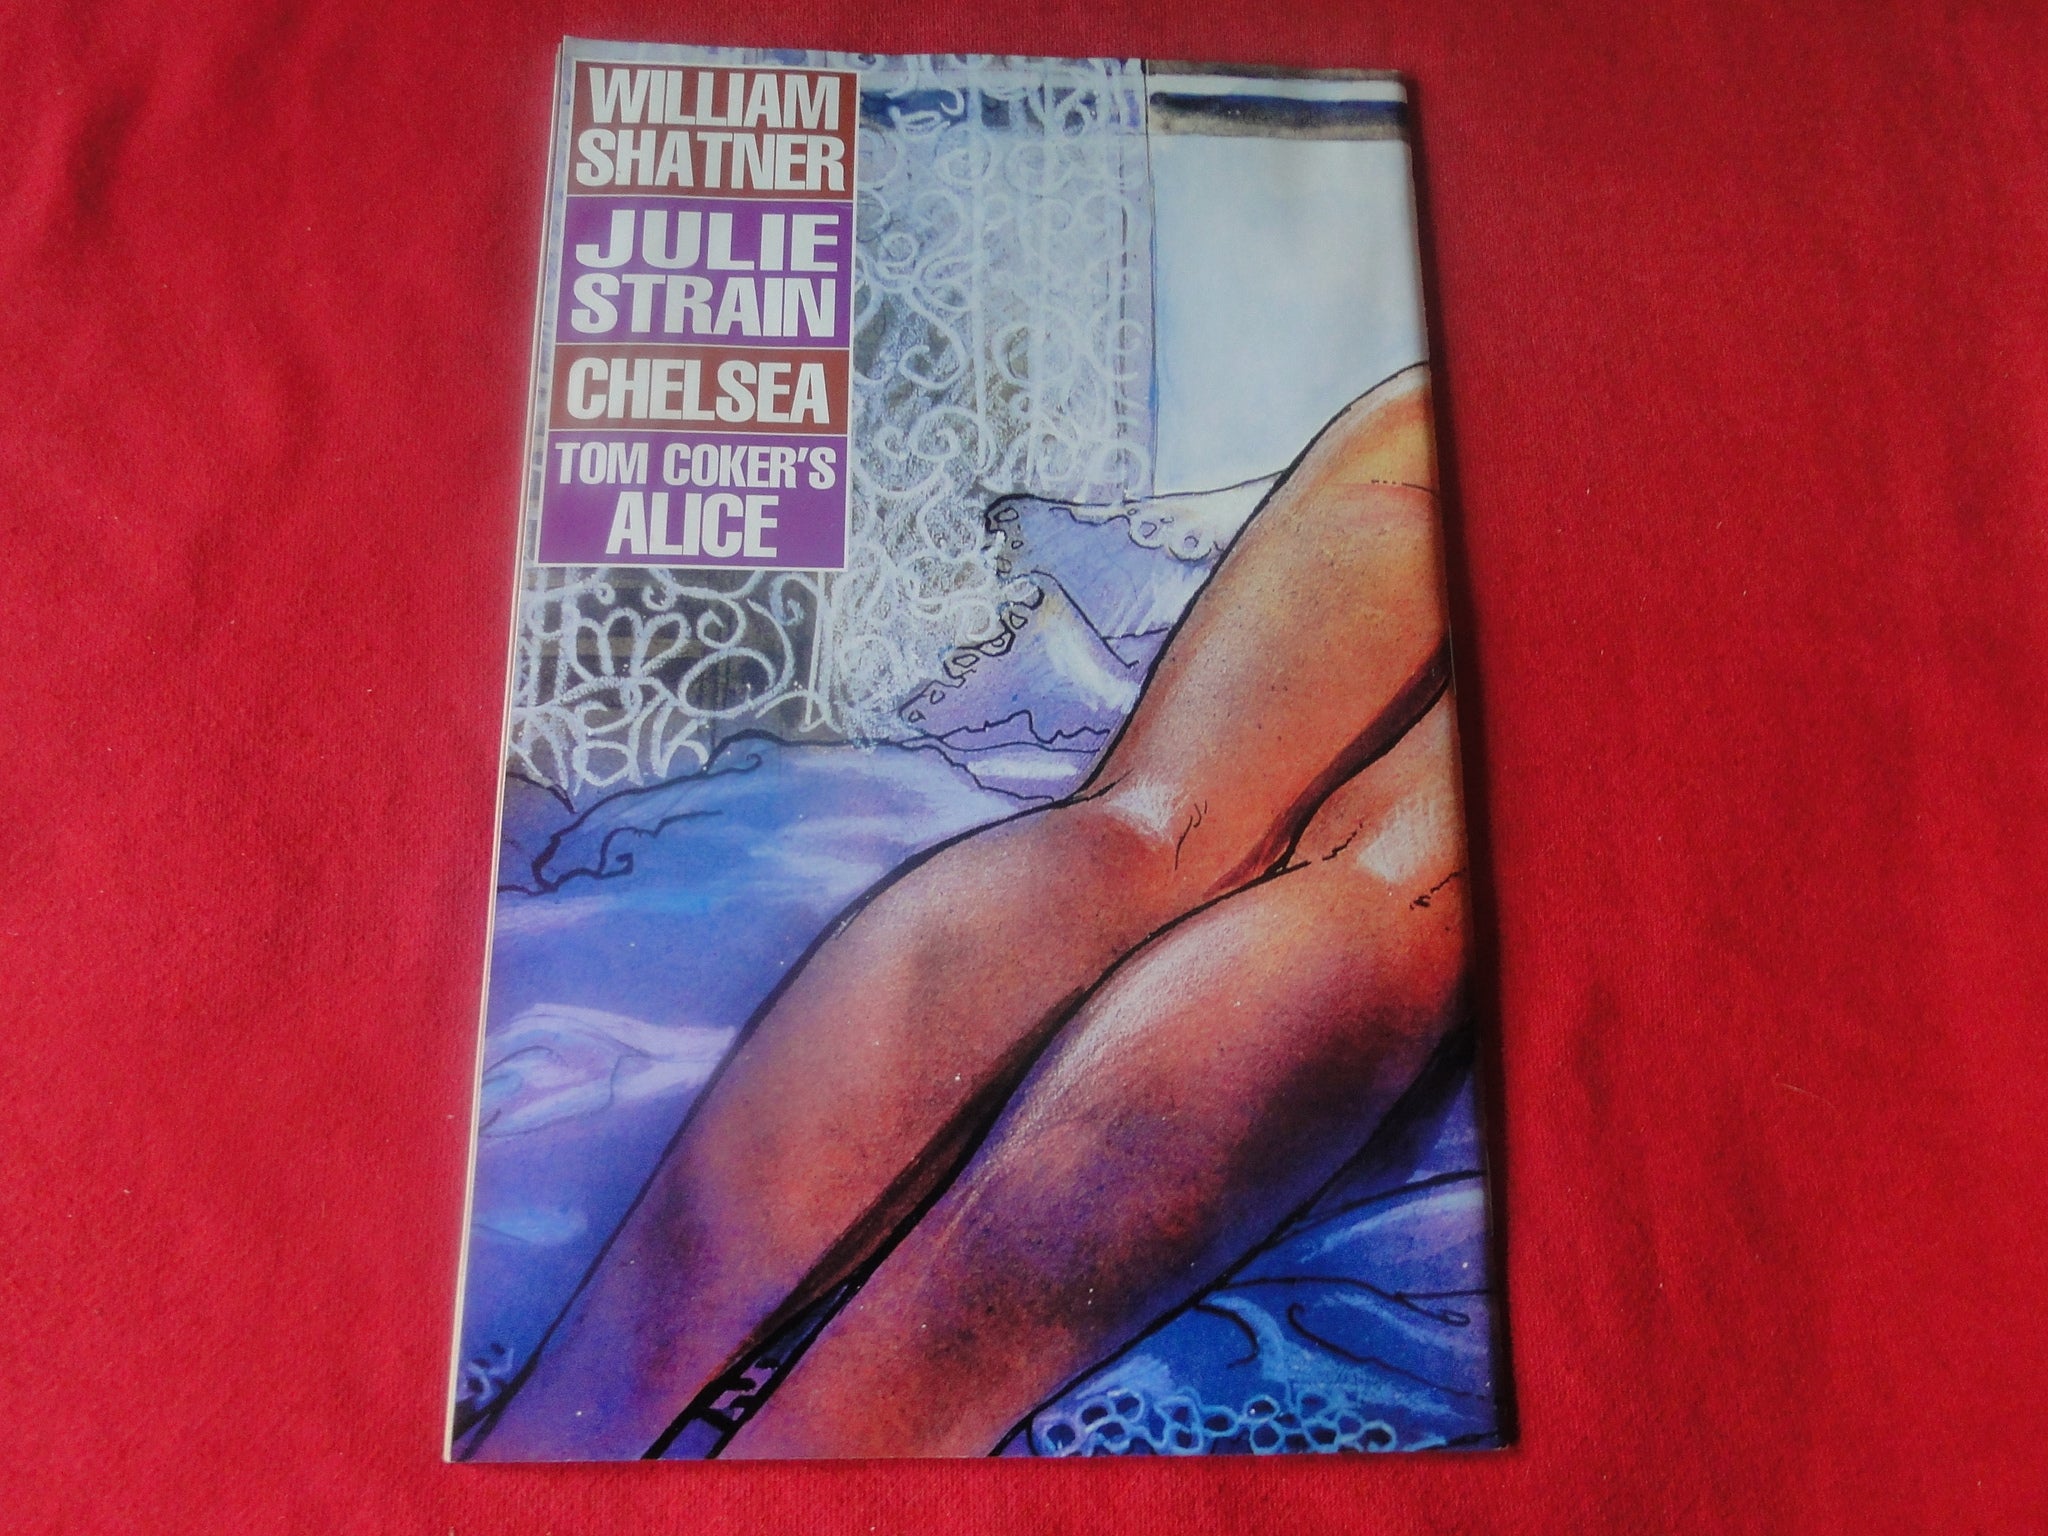 WILLIAM
SHATNER
JULIE
STRAIN
CHELSEA
TOM COKER'S
ALICE